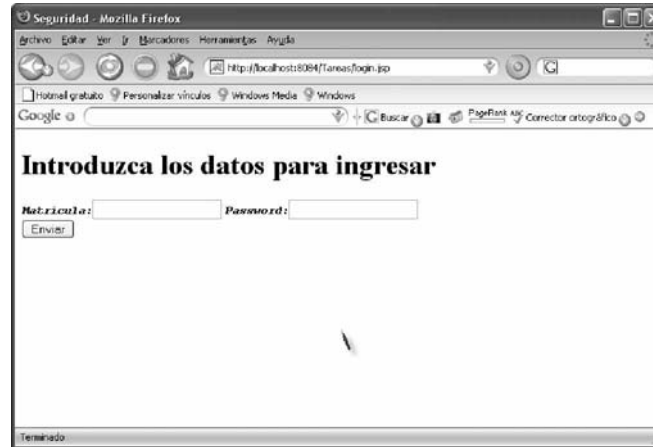 Seguridad - Mozilla Firefox
Archivo Editar Ver Ir Marcadores Herramientas Ayuda
http://localhost:8084/Tareas/login.jsp
G
Hotmail gratuito Personalizar vínculos Windows Media Windows
Google G Buscar PageRank ABC Corrector ortográfico
Introduzca los datos para ingresar
Matricula: Password:
Enviar
Terminado